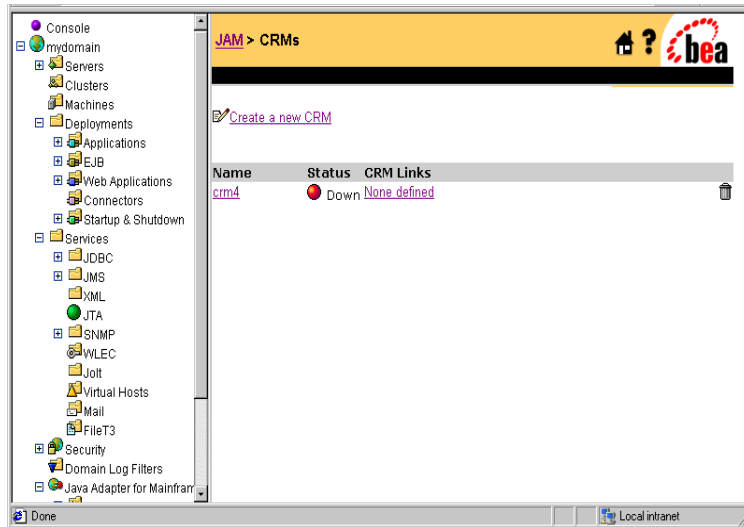 Console
mydomain
Servers
Clusters
Machines
Deployments
Applications
EJB
Web Applications
Connectors
Startup & Shutdown
Services
JDBC
JMS
XML
JTA
SNMP
WLEC
Jolt
Virtual Hosts
Mail
FileT3
Security
Domain Log Filters
Java Adapter for Mainfram
JAM > CRMs
? bea
Create a new CRM
Name Status CRM Links
crm4 Down None defined
Done Local intranet